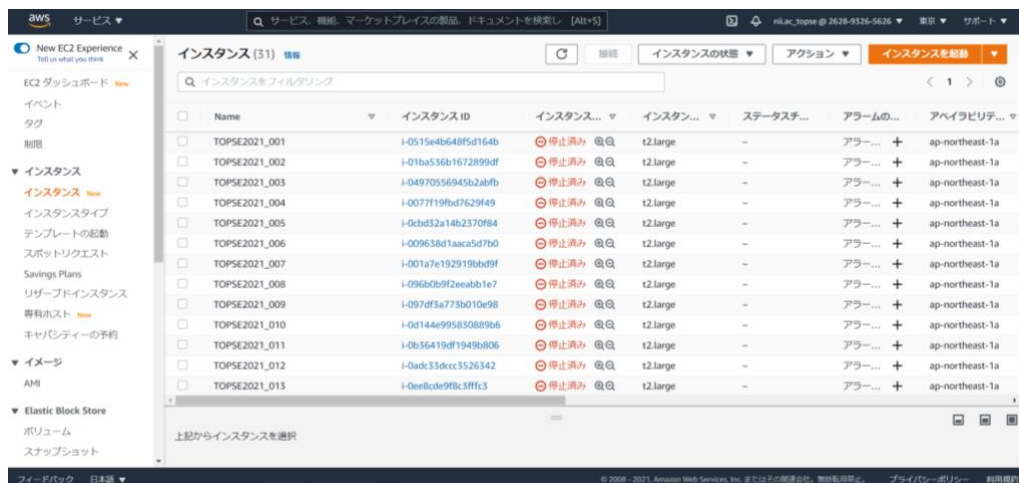 aws サービス ▼ サービス、機能、マーケットプレイスの製品、ドキュメントを検索し [Alt+S] nii.ac_topse @ 2628-9326-5626 ▼ 東京 ▼ サポート ▼
New EC2 Experience
Tell us what you think
EC2 ダッシュボード New
イベント
タグ
制限
▼ インスタンス
インスタンス New
インスタンスタイプ
テンプレートの起動
スポットリクエスト
Savings Plans
リザーブドインスタンス
専有ホスト New
キャパシティーの予約
▼ イメージ
AMI
▼ Elastic Block Store
ボリューム
スナップショット
インスタンス (31) 情報 接続 インスタンスの状態 ▼ アクション ▼ インスタンスを起動 ▼
インスタンスをフィルタリング < 1 >
Name インスタンス ID インスタンス... インスタン... ステータスチ... アラームの... アベイラビリテ...
TOPSE2021_001 i-0515e4b648f5d164b 停止済み t2.large – アラー... + ap-northeast-1a
TOPSE2021_002 i-01ba536b1672899df 停止済み t2.large – アラー... + ap-northeast-1a
TOPSE2021_003 i-04970556945b2abfb 停止済み t2.large – アラー... + ap-northeast-1a
TOPSE2021_004 i-0077f19fbd7629f49 停止済み t2.large – アラー... + ap-northeast-1a
TOPSE2021_005 i-0cbd32a14b2370f84 停止済み t2.large – アラー... + ap-northeast-1a
TOPSE2021_006 i-009638d1aaca5d7b0 停止済み t2.large – アラー... + ap-northeast-1a
TOPSE2021_007 i-001a7e192919bbd9f 停止済み t2.large – アラー... + ap-northeast-1a
TOPSE2021_008 i-096b0b9f2eeabb1e7 停止済み t2.large – アラー... + ap-northeast-1a
TOPSE2021_009 i-097df3a773b010e98 停止済み t2.large – アラー... + ap-northeast-1a
TOPSE2021_010 i-0d144e995830889b6 停止済み t2.large – アラー... + ap-northeast-1a
TOPSE2021_011 i-0b36419df1949b806 停止済み t2.large – アラー... + ap-northeast-1a
TOPSE2021_012 i-0adc33dccc3526342 停止済み t2.large – アラー... + ap-northeast-1a
TOPSE2021_013 i-0ee8cde9f8c3fffc3 停止済み t2.large – アラー... + ap-northeast-1a
上記からインスタンスを選択
フィードバック 日本語 ▼ © 2008 - 2021, Amazon Web Services, Inc. またはその関連会社。無断転用禁止。 プライバシーポリシー 利用規約